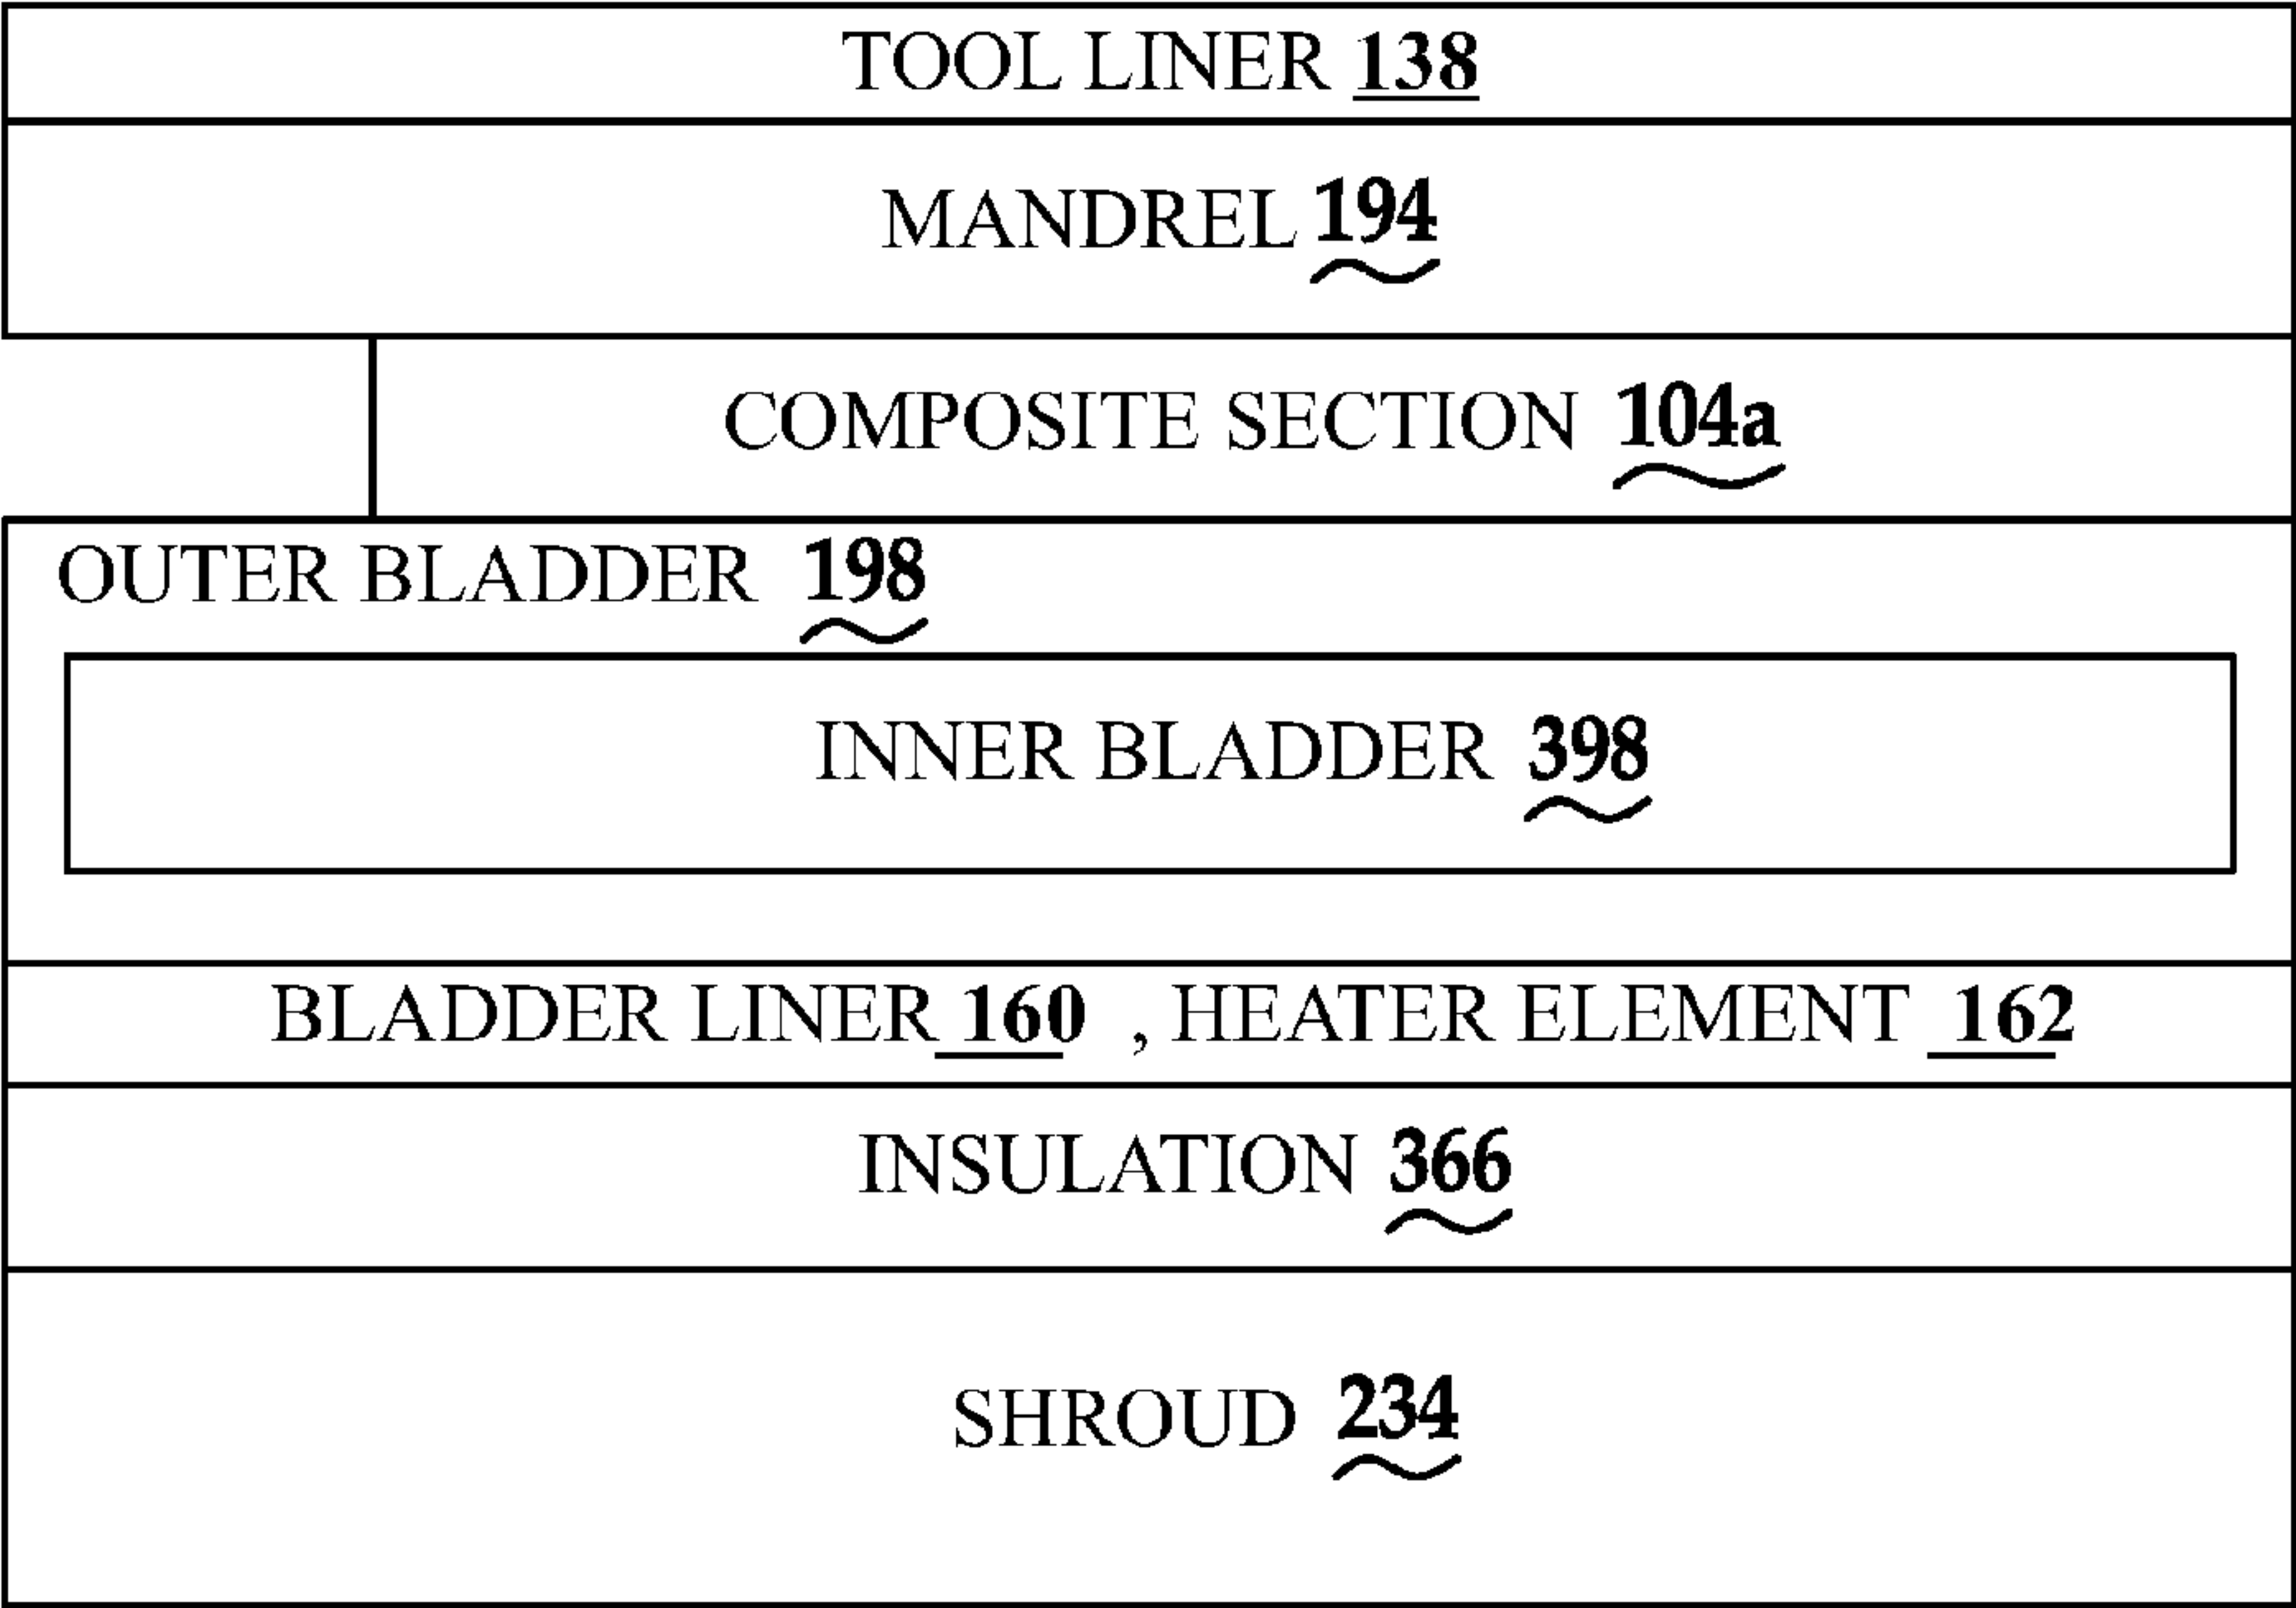 TOOL LINER 138
MANDREL 194
COMPOSITE SECTION 104a
OUTER BLADDER 198
INNER BLADDER 398
BLADDER LINER 160 , HEATER ELEMENT 162
INSULATION 366
SHROUD 234